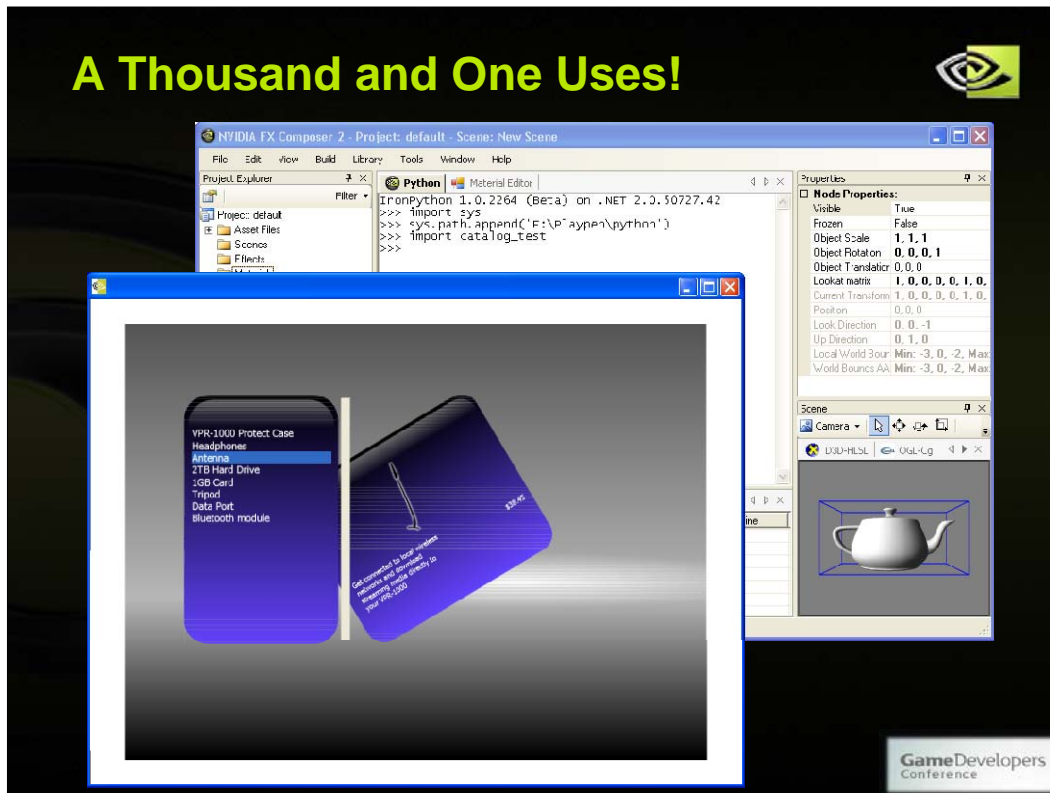 A Thousand and One Uses!
NVIDIA FX Composer 2 - Project: default - Scene: New Scene
File Edit View Build Library Tools Window Help
Project Explorer
Filter
Project: default
Asset Files
Scenes
Effects
Python Material Editor
IronPython 1.0.2264 (Beta) on .NET 2.0.50727.42
>>> import sys
>>> sys.path.append('E:\Playpen\python')
>>> import catalog_test
>>>
Properties
Node Properties:
Visible True
Frozen False
Object Scale 1, 1, 1
Object Rotation 0, 0, 0, 1
Object Translation 0, 0, 0
Lookat matrix 1, 0, 0, 0, 0, 1, 0,
Current Transform 1, 0, 0, 0, 0, 1, 0,
Position 0, 0, 0
Look Direction 0, 0, -1
Up Direction 0, 1, 0
Local World Bour Min: -3, 0, -2, Max:
World Bounds AA Min: -3, 0, -2, Max:
Scene
Camera
D3D-HLSL OGL-Cg
ine
VPR-1000 Protect Case
Headphones
Antenna
2TB Hard Drive
1GB Card
Tripod
Data Port
Bluetooth module
Get connected to local wireless
networks and download
streaming media directly to
your VPR-1000
GameDevelopers
Conference